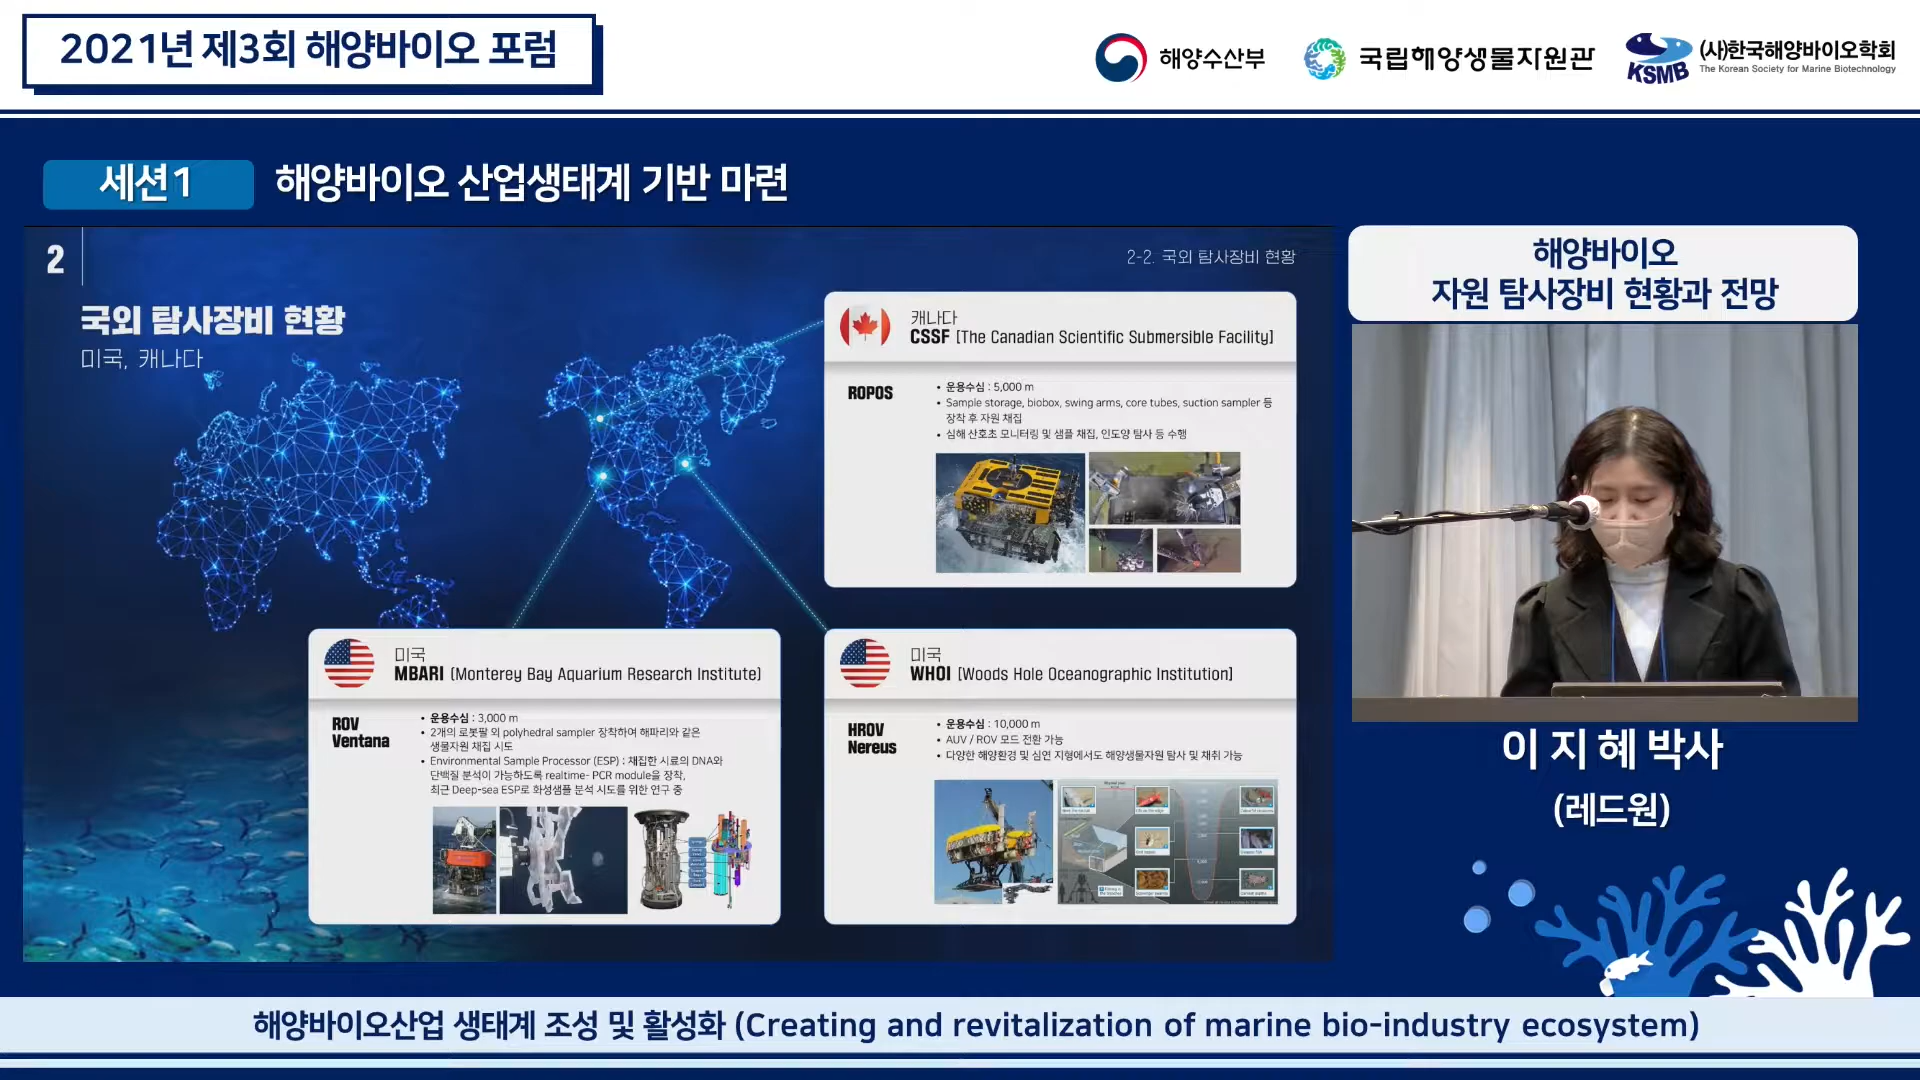 2021년 제3회 해양바이오 포럼
해양수산부
국립해양생물자원관
KSMB
(사)한국해양바이오학회
The Korean Society for Marine Biotechnology
세션1
해양바이오 산업생태계 기반 마련
2
2-2. 국외 탐사장비 현황
국외 탐사장비 현황
미국, 캐나다
캐나다
CSSF [The Canadian Scientific Submersible Facility]
ROPOS
• 운용수심 : 5,000 m
• Sample storage, biobox, swing arms, core tubes, suction sampler 등
장착 후 자원 채집
• 심해 산호초 모니터링 및 샘플 채집, 인도양 탐사 등 수행
미국
MBARI [Monterey Bay Aquarium Research Institute]
ROV
Ventana
• 운용수심 : 3,000 m
• 2개의 로봇팔 외 polyhedral sampler 장착하여 해파리와 같은
생물자원 채집 시도
• Environmental Sample Processor (ESP) : 채집한 시료의 DNA와
단백질 분석이 가능하도록 realtime- PCR module을 장착,
최근 Deep-sea ESP로 화성샘플 분석 시도를 위한 연구 중
미국
WHOI [Woods Hole Oceanographic Institution]
HROV
Nereus
• 운용수심 : 10,000 m
• AUV / ROV 모드 전환 가능
• 다양한 해양환경 및 심연 지형에서도 해양생물자원 탐사 및 채취 가능
해양바이오
자원 탐사장비 현황과 전망
이 지 혜 박사
(레드원)
해양바이오산업 생태계 조성 및 활성화 (Creating and revitalization of marine bio-industry ecosystem)